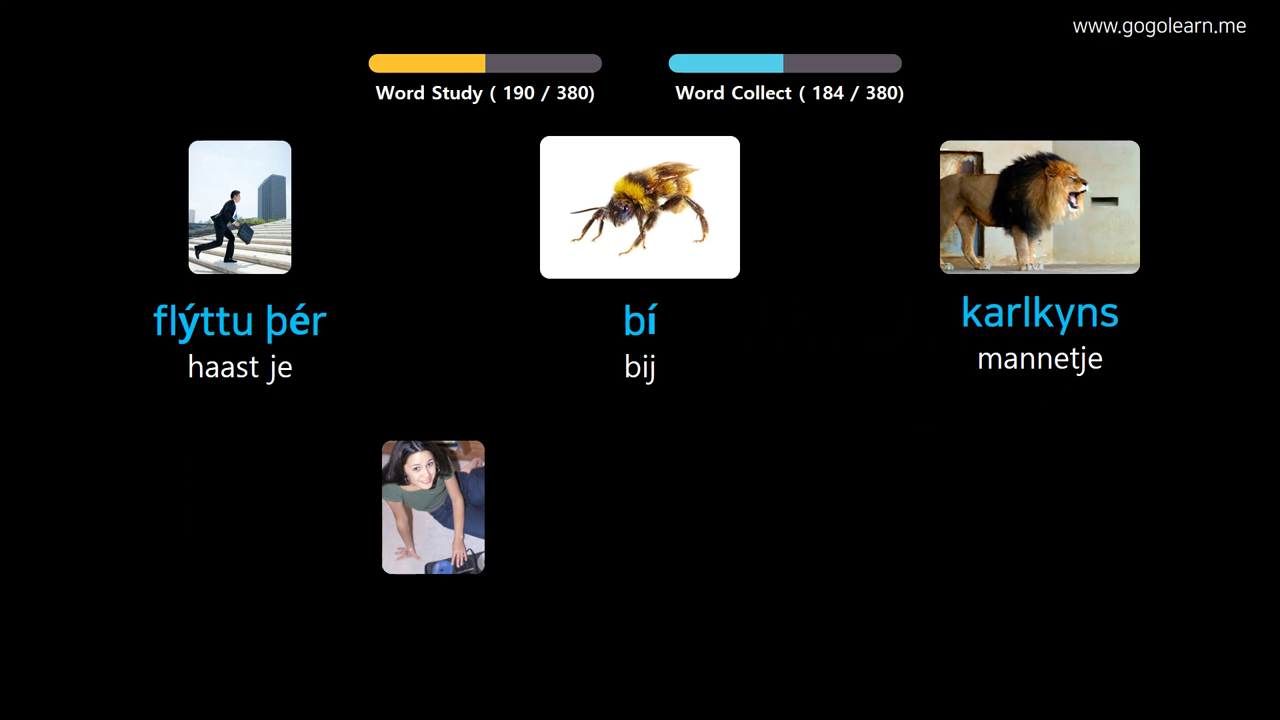 www.gogolearn.me
Word Study ( 190 / 380)
Word Collect ( 184 / 380)
flýttu þér
haast je
bí
bij
karlkyns
mannetje